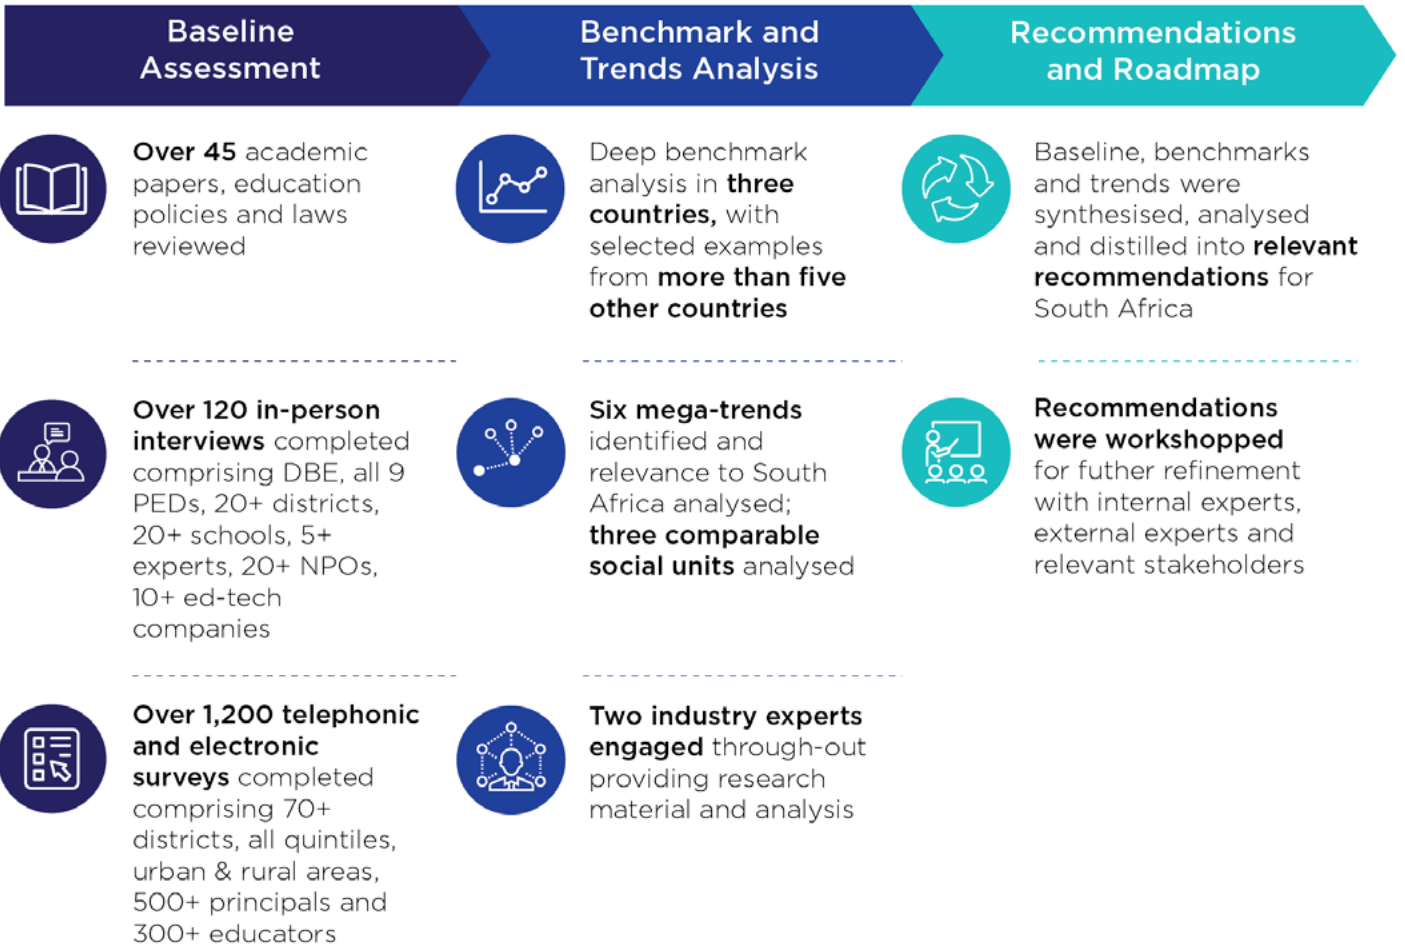 Baseline
Assessment
Benchmark and
Trends Analysis
Recommendations
and Roadmap
Over 45 academic
papers, education
policies and laws
reviewed
Over 120 in-person
interviews completed
comprising DBE, all 9
PEDs, 20+ districts,
20+ schools, 5+
experts, 20+ NPOs,
10+ ed-tech
companies
Over 1,200 telephonic
and electronic
surveys completed
comprising 70+
districts, all quintiles,
urban & rural areas,
500+ principals and
300+ educators
Deep benchmark
analysis in three
countries, with
selected examples
from more than five
other countries
Six mega-trends
identified and
relevance to South
Africa analysed;
three comparable
social units analysed
Two industry experts
engaged through-out
providing research
material and analysis
Baseline, benchmarks
and trends were
synthesised, analysed
and distilled into relevant
recommendations for
South Africa
Recommendations
were workshopped
for futher refinement
with internal experts,
external experts and
relevant stakeholders